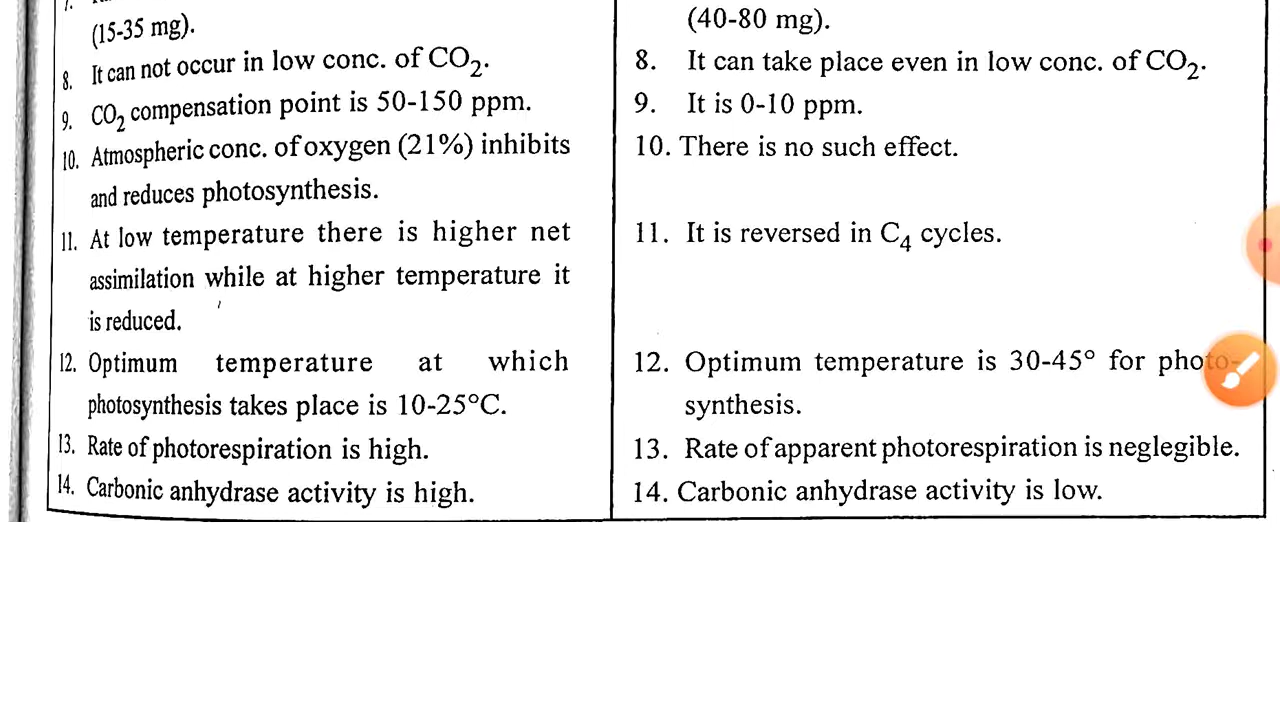 7.
(15-35 mg).
8. It can not occur in low conc. of CO₂.
9. CO₂ compensation point is 50-150 ppm.
10. Atmospheric conc. of oxygen (21%) inhibits
and reduces photosynthesis.
11. At low temperature there is higher net
assimilation while at higher temperature it
is reduced.
12. Optimum temperature at which
photosynthesis takes place is 10-25°C.
13. Rate of photorespiration is high.
14. Carbonic anhydrase activity is high.
(40-80 mg).
8. It can take place even in low conc. of CO₂.
9. It is 0-10 ppm.
10. There is no such effect.
11. It is reversed in C₄ cycles.
12. Optimum temperature is 30-45° for photo-
synthesis.
13. Rate of apparent photorespiration is neglegible.
14. Carbonic anhydrase activity is low.